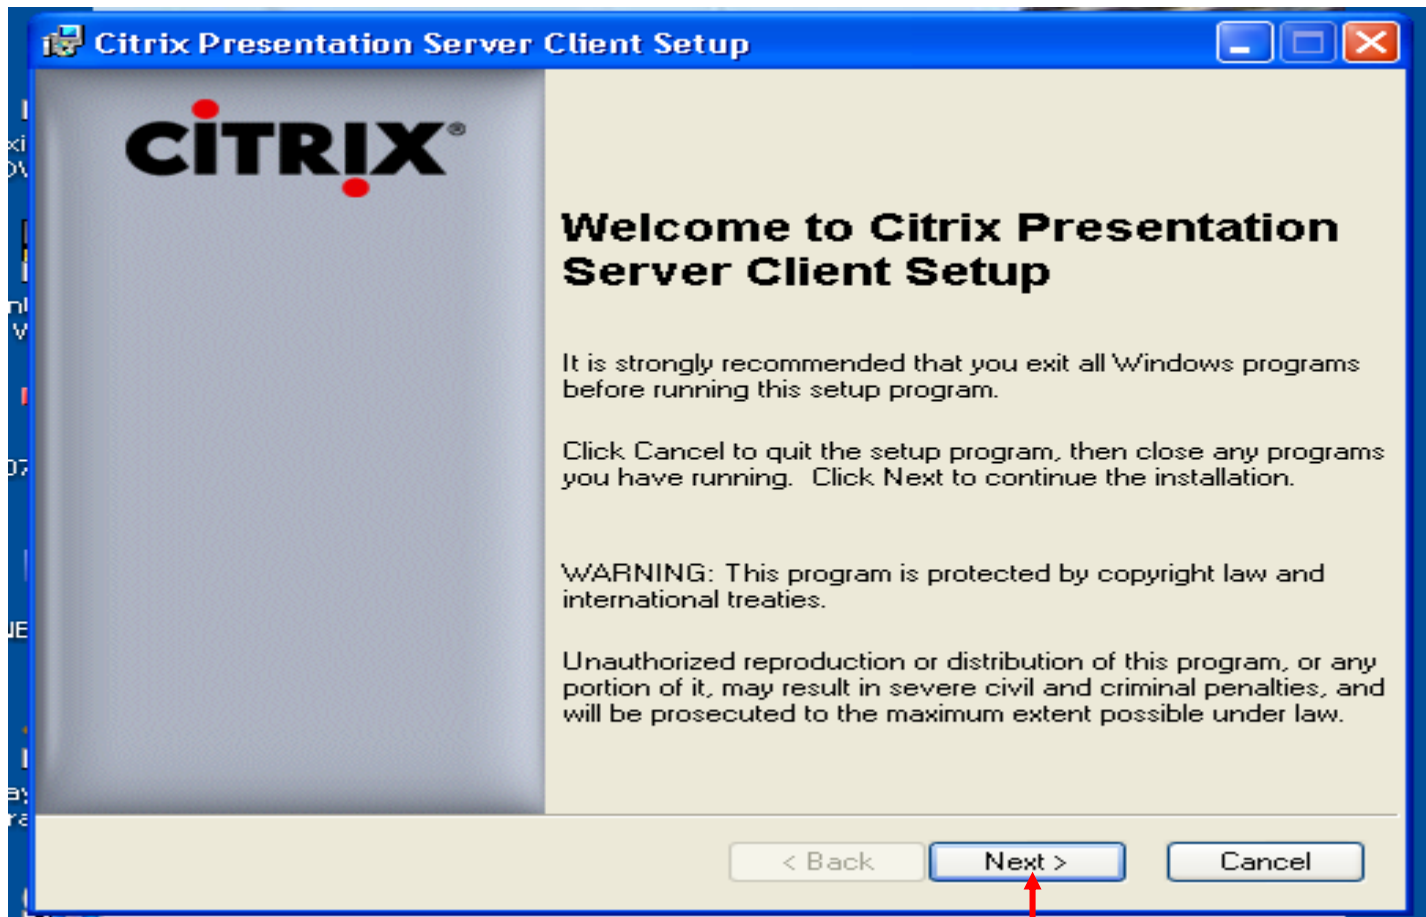 Citrix Presentation Server Client Setup
CİTRIX®
Welcome to Citrix Presentation
Server Client Setup
It is strongly recommended that you exit all Windows programs
before running this setup program.
Click Cancel to quit the setup program, then close any programs
you have running.  Click Next to continue the installation.
WARNING: This program is protected by copyright law and
international treaties.
Unauthorized reproduction or distribution of this program, or any
portion of it, may result in severe civil and criminal penalties, and
will be prosecuted to the maximum extent possible under law.
< Back
Next >
Cancel